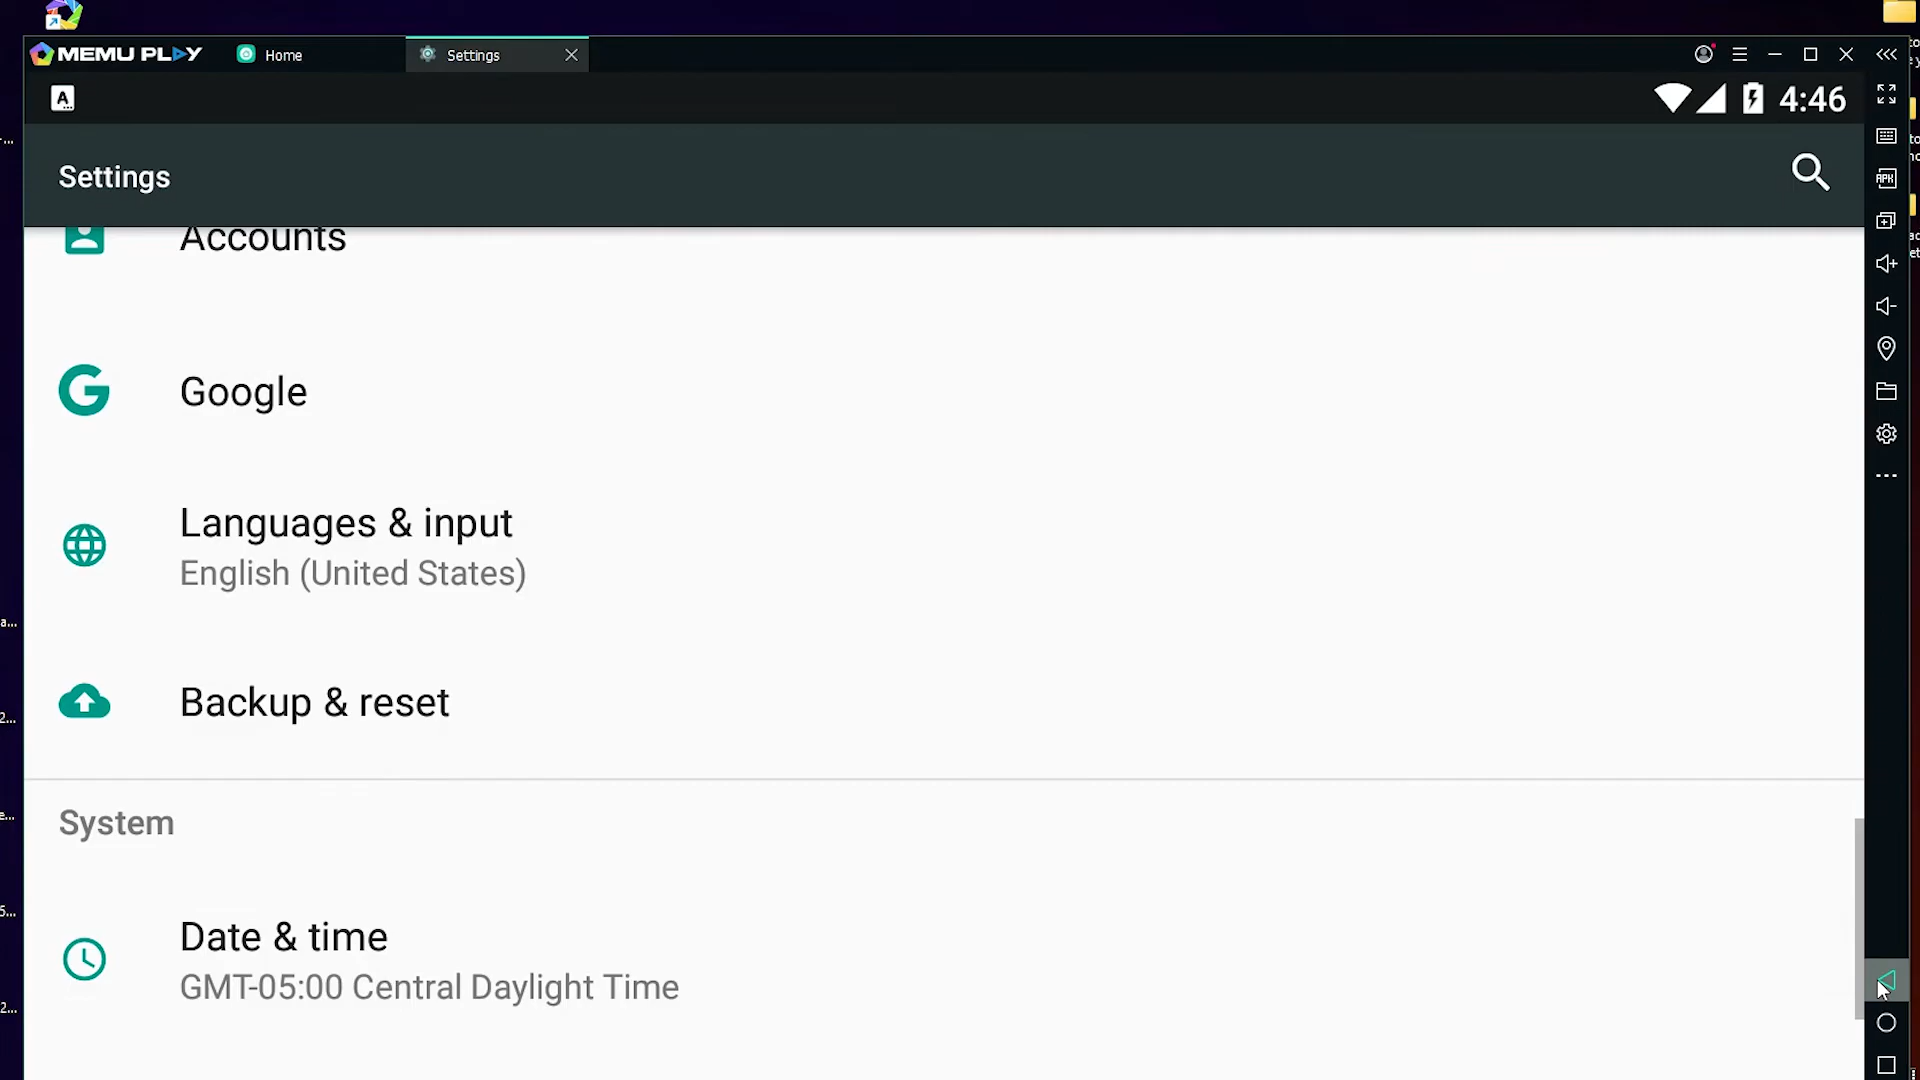 MEMU PLAY
Home
Settings
A
4:46
Settings
APK
Accounts
Google
Languages & input
English (United States)
Backup & reset
System
Date & time
GMT-05:00 Central Daylight Time